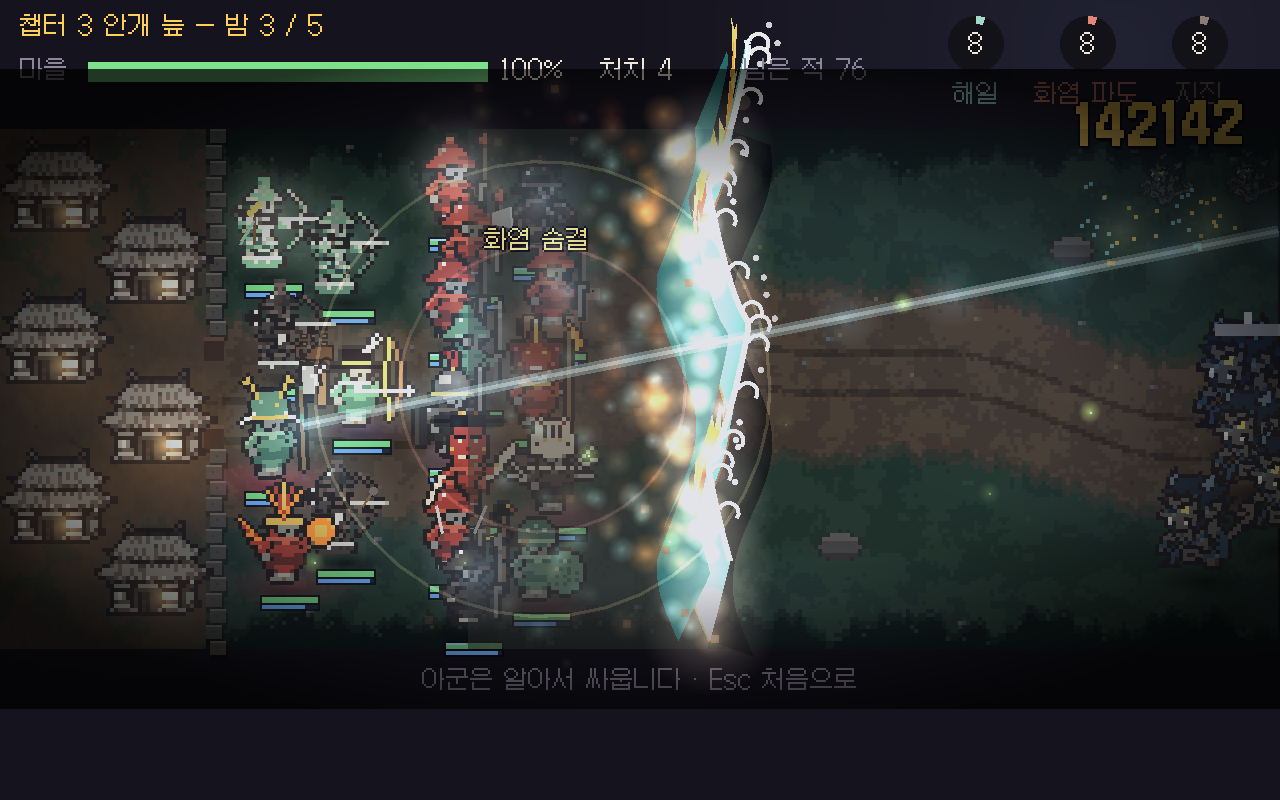 챕터 3 안개 늪 — 밤 3 / 5
마을 100% 처치 4 남은 적 76
8 8 8
해일 화염 파도 지진
142142
화염 숨결
아군은 알아서 싸웁니다 · Esc 처음으로